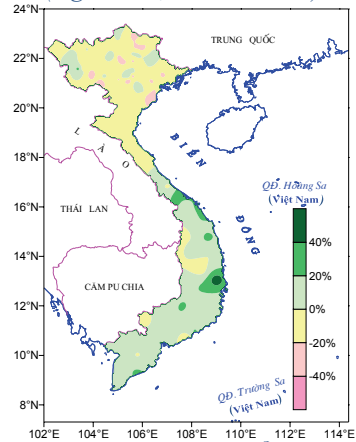 24°N
22°N
20°N
18°N
16°N
14°N
12°N
10°N
8°N
TRUNG QUỐC
LÀO
BIỂN
ĐÔNG
THÁI LAN
CĂM PU CHIA
QĐ. Hoàng Sa
(Việt Nam)
40%
20%
0%
-20%
-40%
QĐ. Trường Sa
(Việt Nam)
102°E
104°E
106°E
108°E
110°E
112°E
114°E